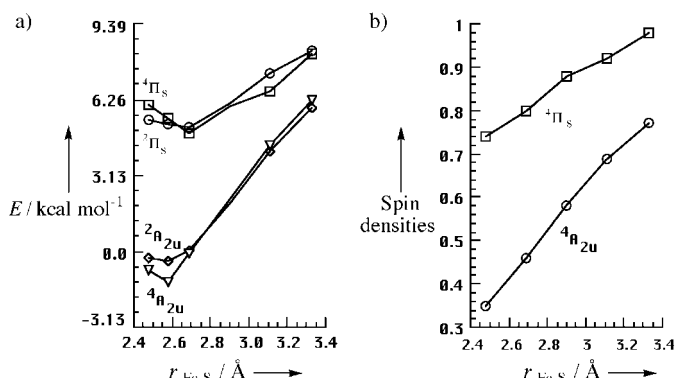 a)
9.39
6.26
3.13
0.0
-3.13
E / kcal mol⁻¹
⁴Πs
²Πs
²A2u
⁴A2u
2.4 2.6 2.8 3.0 3.2 3.4
r Fe-S / Å
b)
1
0.9
0.8
0.7
0.6
0.5
0.4
0.3
Spin
densities
⁴Πs
⁴A2u
2.4 2.6 2.8 3 3.2 3.4
r Fe-S / Å